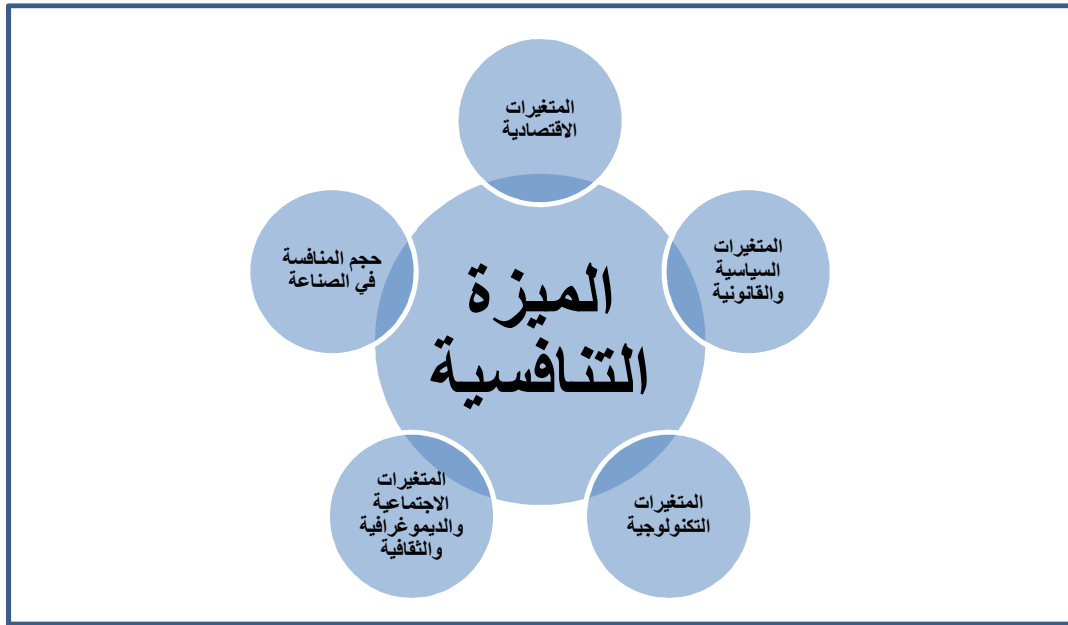 المتغيرات
الاقتصادية
المتغيرات
السياسية
والقانونية
حجم المنافسة
في الصناعة
الميزة
التنافسية
المتغيرات
التكنولوجية
المتغيرات
الاجتماعية
والديموغرافية
والثقافية